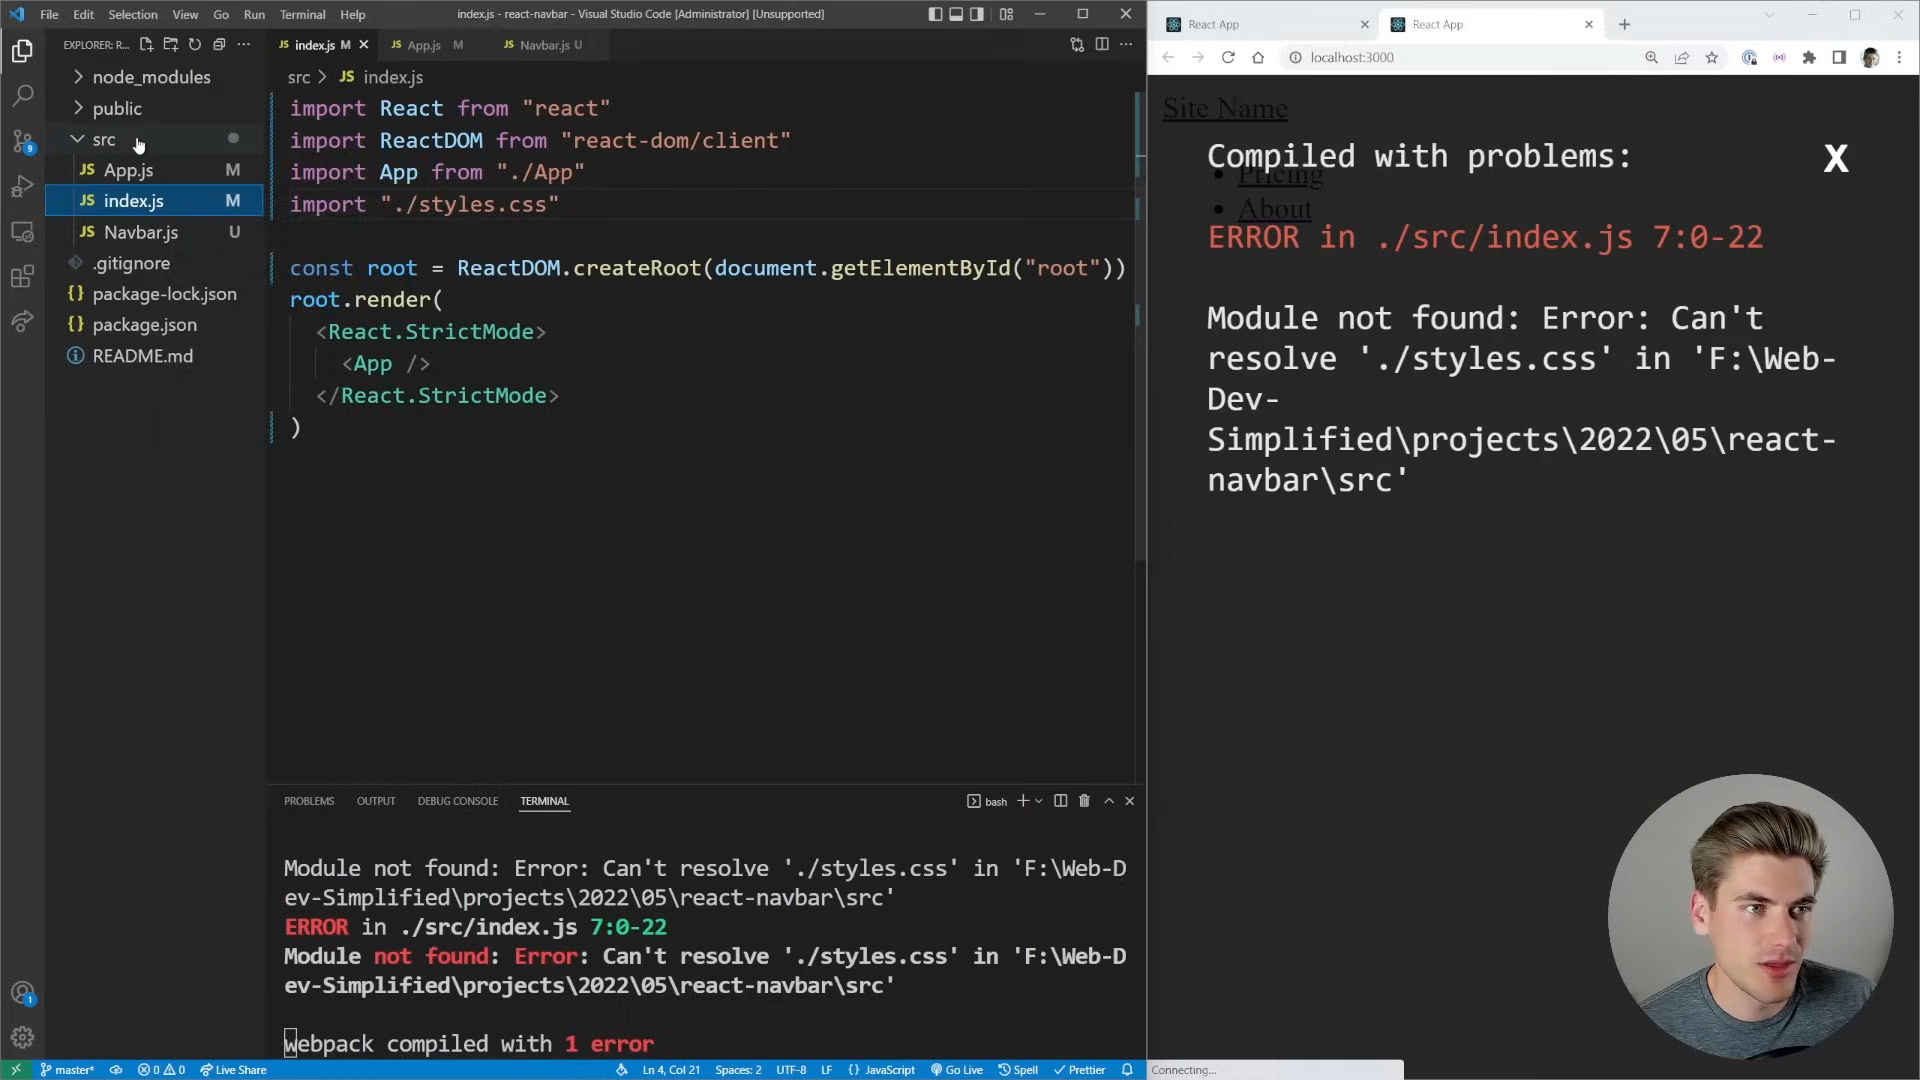 File Edit Selection View Go Run Terminal Help
index.js - react-navbar - Visual Studio Code [Administrator] [Unsupported]
EXPLORER: R...
node_modules
public
src
JS App.js M
JS index.js M
JS Navbar.js U
.gitignore
{} package-lock.json
{} package.json
README.md
9
1
JS index.js M
JS App.js M
JS Navbar.js U
src > JS index.js
import React from "react"
import ReactDOM from "react-dom/client"
import App from "./App"
import "./styles.css"
const root = ReactDOM.createRoot(document.getElementById("root"))
root.render(
<React.StrictMode>
<App />
</React.StrictMode>
)
PROBLEMS OUTPUT DEBUG CONSOLE TERMINAL
bash
Module not found: Error: Can't resolve './styles.css' in 'F:\Web-D
ev-Simplified\projects\2022\05\react-navbar\src'
ERROR in ./src/index.js 7:0-22
Module not found: Error: Can't resolve './styles.css' in 'F:\Web-D
ev-Simplified\projects\2022\05\react-navbar\src'
webpack compiled with 1 error
master* 0 0 Live Share
Ln 4, Col 21 Spaces: 2 UTF-8 LF {} JavaScript Go Live Spell Prettier
React App
React App
localhost:3000
Site Name
Pricing
About
Compiled with problems:
X
ERROR in ./src/index.js 7:0-22
Module not found: Error: Can't
resolve './styles.css' in 'F:\Web-
Dev-
Simplified\projects\2022\05\react-
navbar\src'
Connecting...